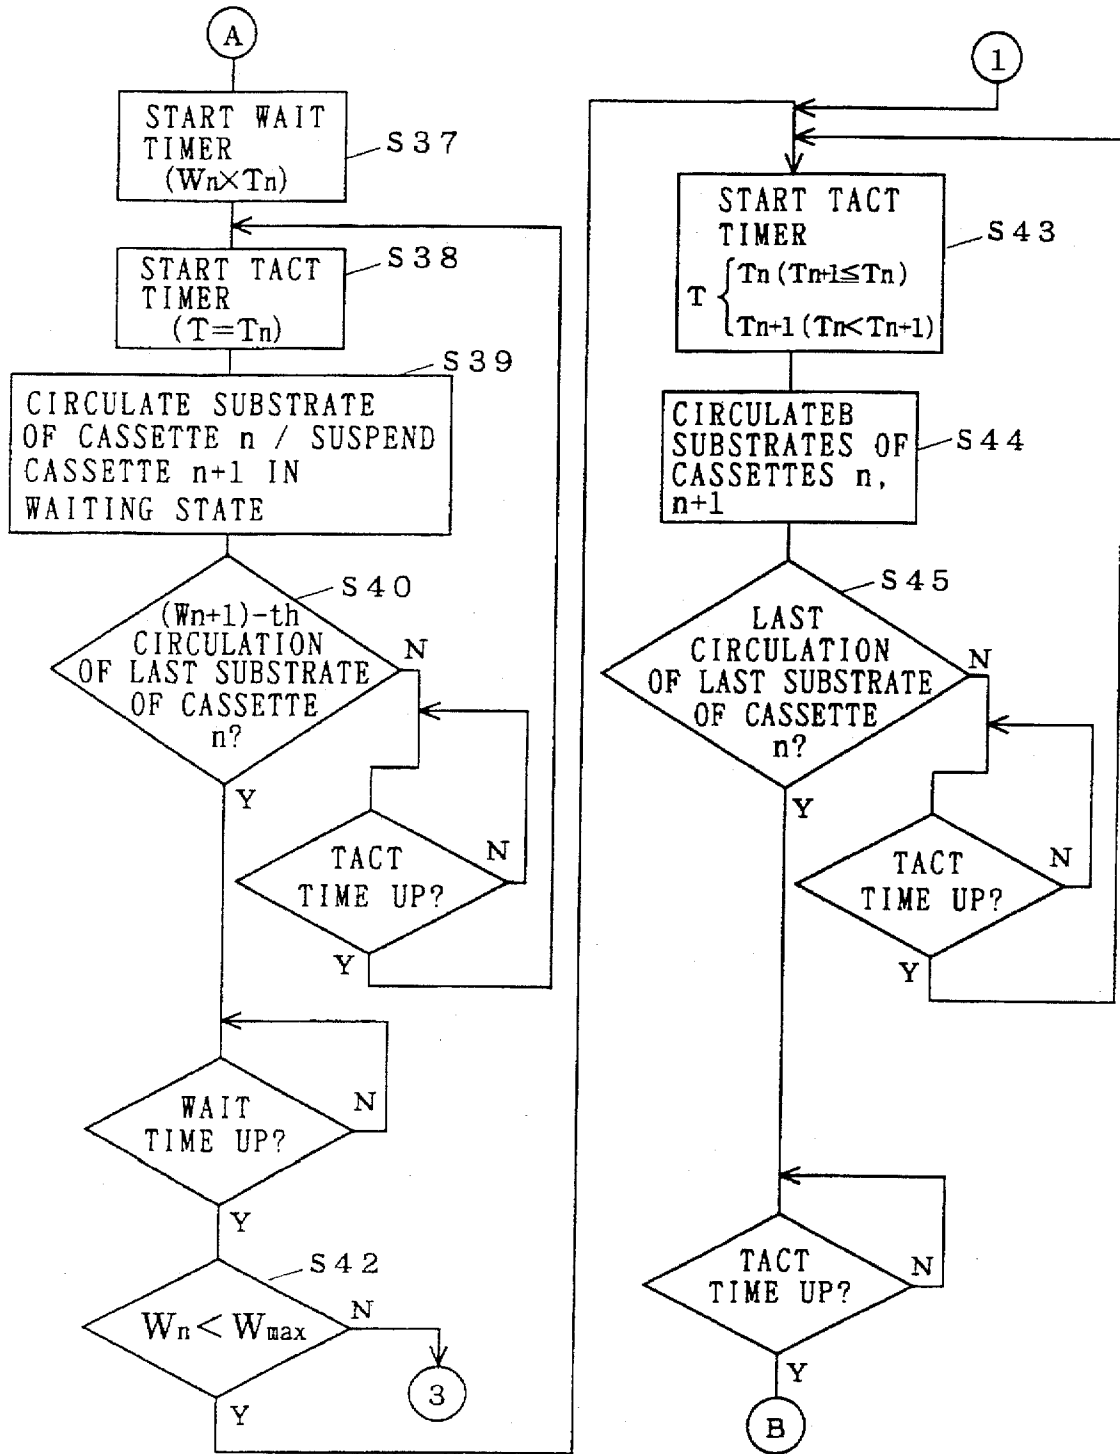 A
START WAIT
TIMER
(Wn×Tn)
S37
START TACT
TIMER
(T=Tn)
S38
S39
CIRCULATE SUBSTRATE
OF CASSETTE n / SUSPEND
CASSETTE n+1 IN
WAITING STATE
S40
(Wn+1)-th
CIRCULATION
OF LAST SUBSTRATE
OF CASSETTE
n?
N
Y
TACT
TIME UP?
N
Y
WAIT
TIME UP?
N
Y
S42
Wn<Wmax
N
3
Y
1
START TACT
TIMER
T { Tn (Tn+1≦Tn)
Tn+1 (Tn<Tn+1)
S43
CIRCULATEB
SUBSTRATES OF
CASSETTES n,
n+1
S44
S45
LAST
CIRCULATION
OF LAST SUBSTRATE
OF CASSETTE
n?
N
Y
TACT
TIME UP?
N
Y
TACT
TIME UP?
N
Y
B